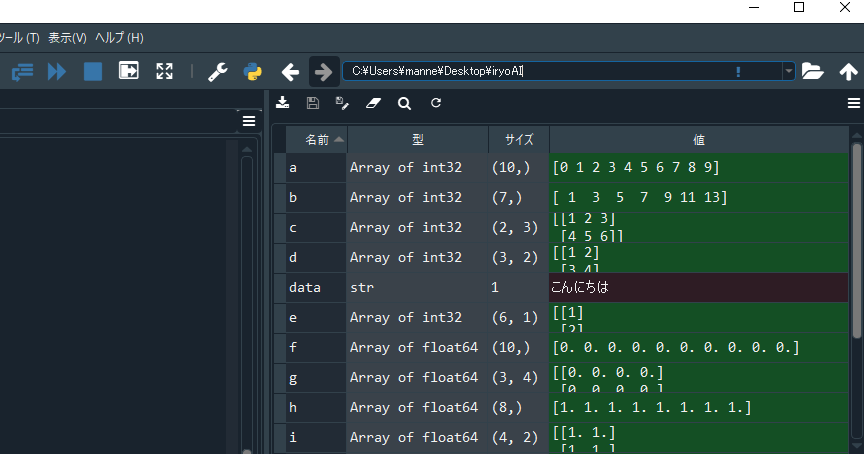 ツール (T) 表示(V) ヘルプ (H)
C:¥Users¥manne¥Desktop¥iryoAI
名前 型 サイズ 値
a Array of int32 (10,) [0 1 2 3 4 5 6 7 8 9]
b Array of int32 (7,) [ 1 3 5 7 9 11 13]
c Array of int32 (2, 3) [[1 2 3]
[4 5 6]]
d Array of int32 (3, 2) [[1 2]
[3 4]
data str 1 こんにちは
e Array of int32 (6, 1) [[1]
[2]
f Array of float64 (10,) [0. 0. 0. 0. 0. 0. 0. 0. 0. 0.]
g Array of float64 (3, 4) [[0. 0. 0. 0.]
[0. 0. 0. 0.]
h Array of float64 (8,) [1. 1. 1. 1. 1. 1. 1. 1.]
i Array of float64 (4, 2) [[1. 1.]
[1. 1.]